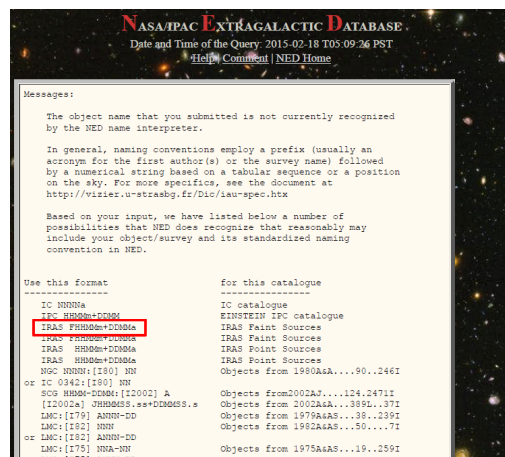 NASA/IPAC EXTRAGALACTIC DATABASE
Date and Time of the Query: 2015-02-18 T05:09:26 PST
Help | Comment | NED Home
Messages:
The object name that you submitted is not currently recognized
by the NED name interpreter.
In general, naming conventions employ a prefix (usually an
acronym for the first author(s) or the survey name) followed
by a numerical string based on a tabular sequence or a position
on the sky. For more specifics, see the document at
http://vizier.u-strasbg.fr/Dic/iau-spec.htx
Based on your input, we have listed below a number of
possibilities that NED does recognize that reasonably may
include your object/survey and its standardized naming
convention in NED.
Use this format for this catalogue
--------------- ----------------
IC NNNNa IC catalogue
IPC HHMMm+DDMM EINSTEIN IPC catalogue
IRAS FHHMMm+DDMMa IRAS Faint Sources
IRAS FHHMMm+DDMMa IRAS Faint Sources
IRAS HHMMm+DDMMa IRAS Point Sources
IRAS HHMMm+DDMMa IRAS Point Sources
NGC NNNN:[I80] NN Objects from 1980A&A....90..246I
or IC 0342:[I80] NN
SCG HHMM-DDMM:[I2002] A Objects from2002AJ....124.2471I
[I2002a] JHHMMSS.ss+DDMMSS.s Objects from 2002A&A...389L..37I
LMC:[I79] ANNN-DD Objects from 1979A&AS..38..239I
LMC:[I82] NNN Objects from 1982A&AS..50....7I
or LMC:[I82] ANNN-DD
LMC:[I75] NNA-NN Objects from 1975A&AS...19..259I